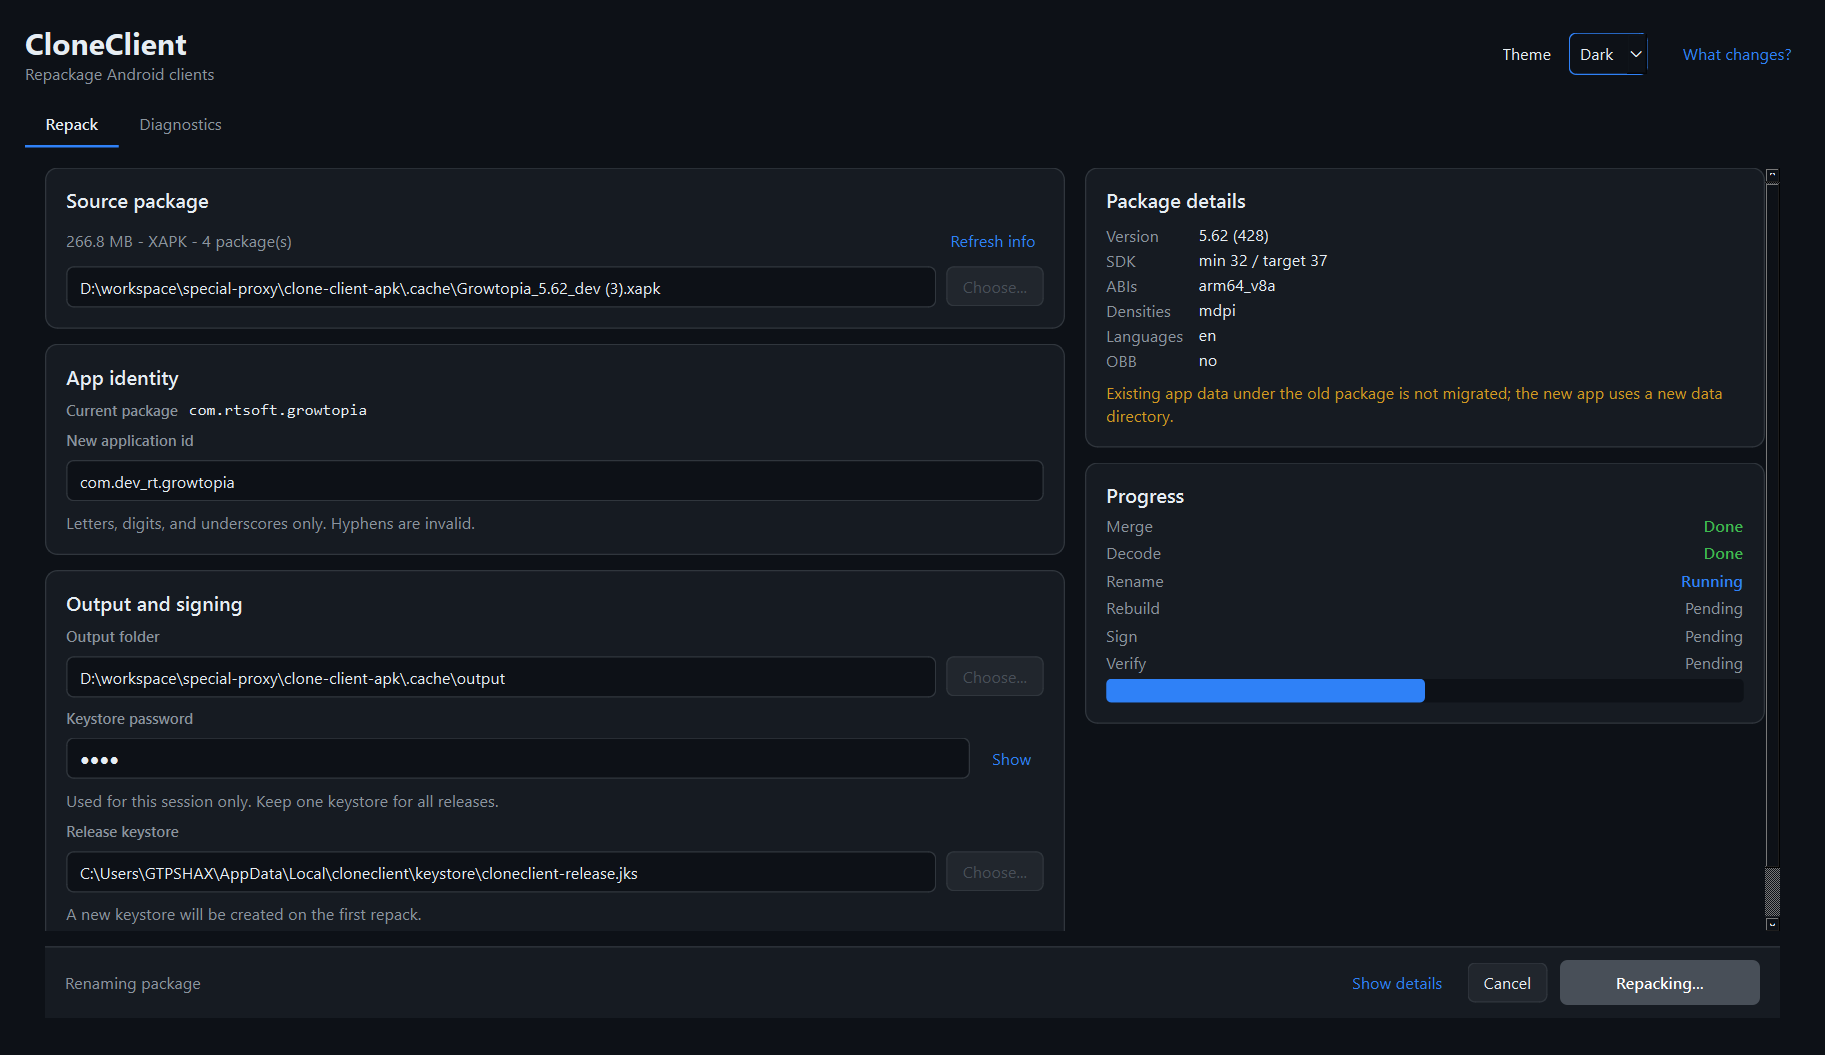 CloneClient
Repackage Android clients
Theme
Dark
What changes?
Repack
Diagnostics
Source package
266.8 MB - XAPK - 4 package(s)
Refresh info
D:\workspace\special-proxy\clone-client-apk\.cache\Growtopia_5.62_dev (3).xapk
Choose...
App identity
Current package com.rtsoft.growtopia
New application id
com.dev_rt.growtopia
Letters, digits, and underscores only. Hyphens are invalid.
Output and signing
Output folder
D:\workspace\special-proxy\clone-client-apk\.cache\output
Choose...
Keystore password
●●●●
Show
Used for this session only. Keep one keystore for all releases.
Release keystore
C:\Users\GTPSHAX\AppData\Local\cloneclient\keystore\cloneclient-release.jks
Choose...
A new keystore will be created on the first repack.
Package details
Version 5.62 (428)
SDK min 32 / target 37
ABIs arm64_v8a
Densities mdpi
Languages en
OBB no
Existing app data under the old package is not migrated; the new app uses a new data
directory.
Progress
Merge Done
Decode Done
Rename Running
Rebuild Pending
Sign Pending
Verify Pending
Renaming package
Show details
Cancel
Repacking...